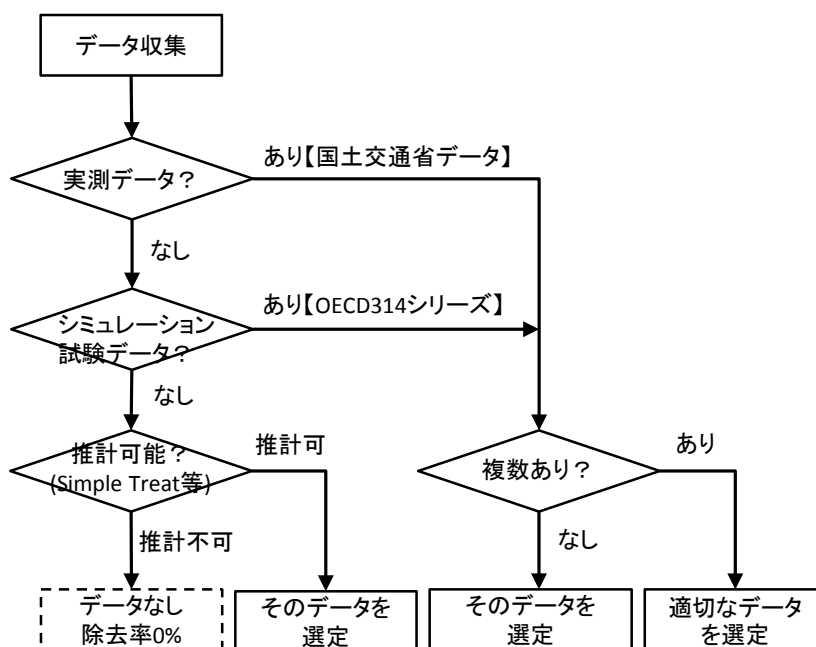 データ収集
あり【国土交通省データ】
実測データ？
なし
あり【OECD314シリーズ】
シミュレーション
試験データ？
なし
推計可能？
(Simple Treat等)
推計可
複数あり？
あり
推計不可
なし
データなし
除去率0%
そのデータを
選定
そのデータを
選定
適切なデータ
を選定